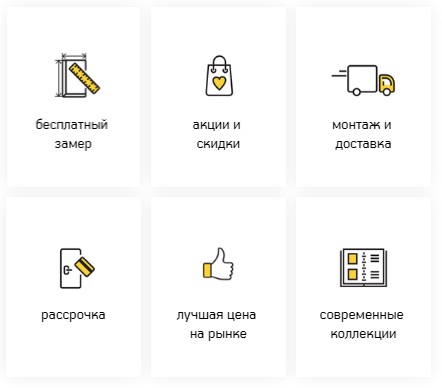 бесплатный
замер
акции и
скидки
монтаж и
доставка
рассрочка
лучшая цена
на рынке
современные
коллекции